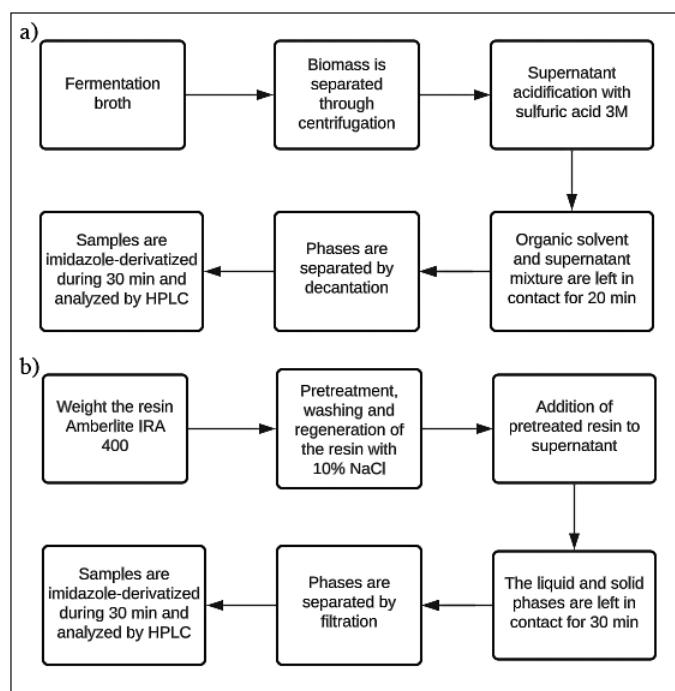 a)
Fermentation
broth
Biomass is
separated
through
centrifugation
Supernatant
acidification with
sulfuric acid 3M
Organic solvent
and supernatant
mixture are left in
contact for 20 min
Phases are
separated by
decantation
Samples are
imidazole-derivatized
during 30 min and
analyzed by HPLC
b)
Weight the resin
Amberlite IRA
400
Pretreatment,
washing and
regeneration of
the resin with
10% NaCl
Addition of
pretreated resin to
supernatant
The liquid and solid
phases are left in
contact for 30 min
Phases are
separated by
filtration
Samples are
imidazole-derivatized
during 30 min and
analyzed by HPLC